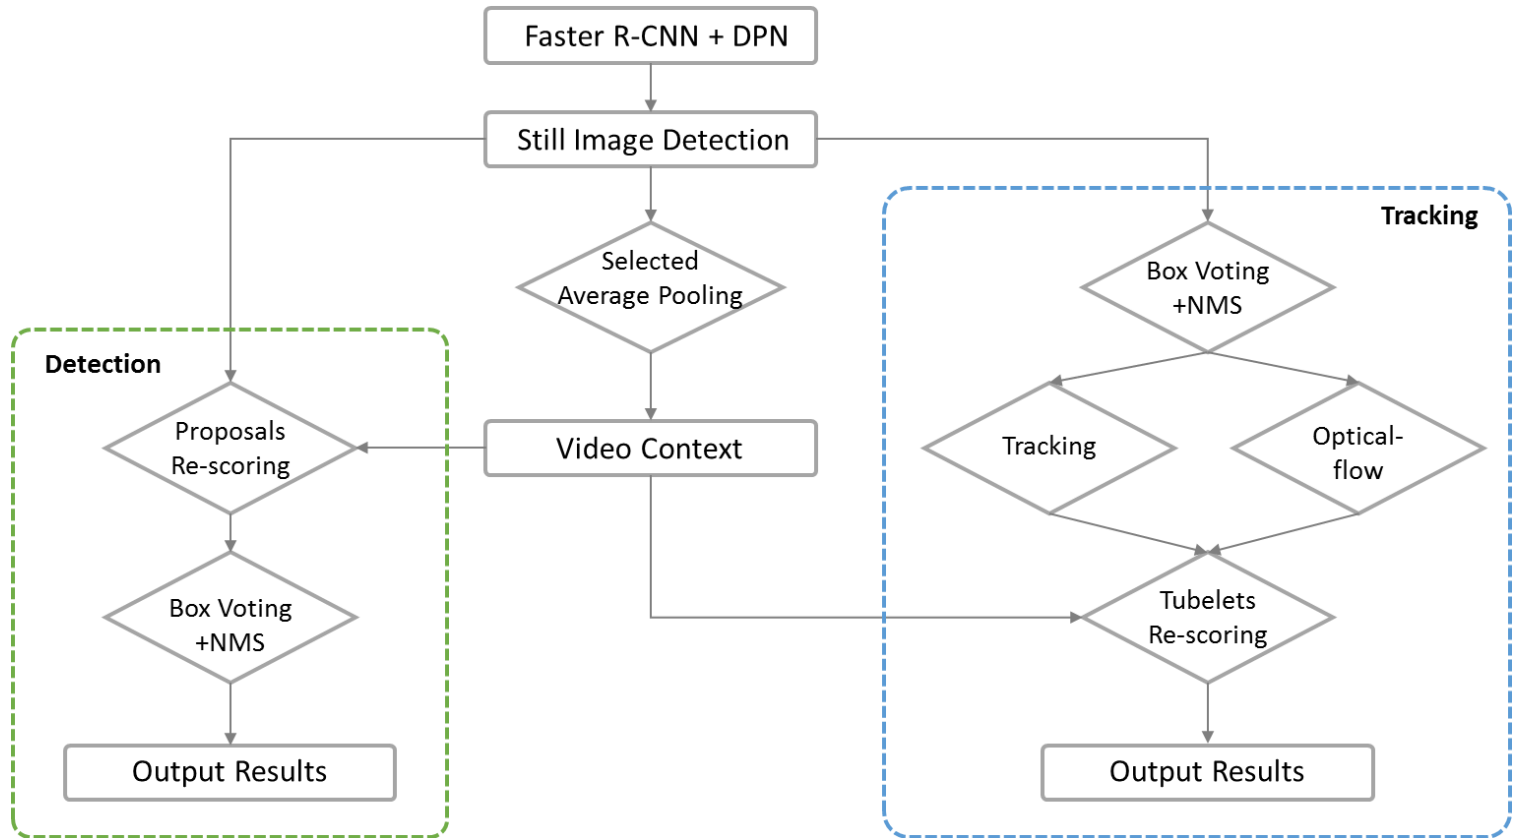 Faster R-CNN + DPN
Still Image Detection
Selected
Average Pooling
Video Context
Detection
Proposals
Re-scoring
Box Voting
+NMS
Output Results
Tracking
Box Voting
+NMS
Tracking
Optical-
flow
Tubelets
Re-scoring
Output Results